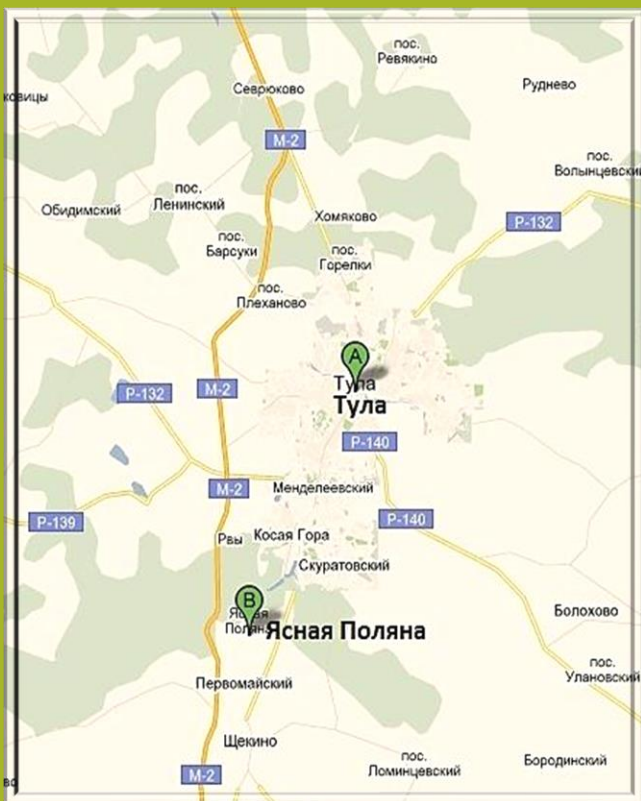 пос.
Ревякино
Севрюково
Руднево
ковицы
М-2
пос.
Волынцевский
пос.
Ленинский
Обидимский
Хомяково
Р-132
пос.
Барсуки
пос.
Горелки
пос.
Плеханово
A
Тула
Р-132
М-2
Тула
Р-140
М-2
Менделеевский
Р-139
Р-140
Рвы
Косая Гора
Скуратовский
B
Ясная
Поляна
Ясная Поляна
Болохово
пос.
Улановский
Первомайский
Щекино
пос.
Ломинцевский
Бородинский
М-2
во